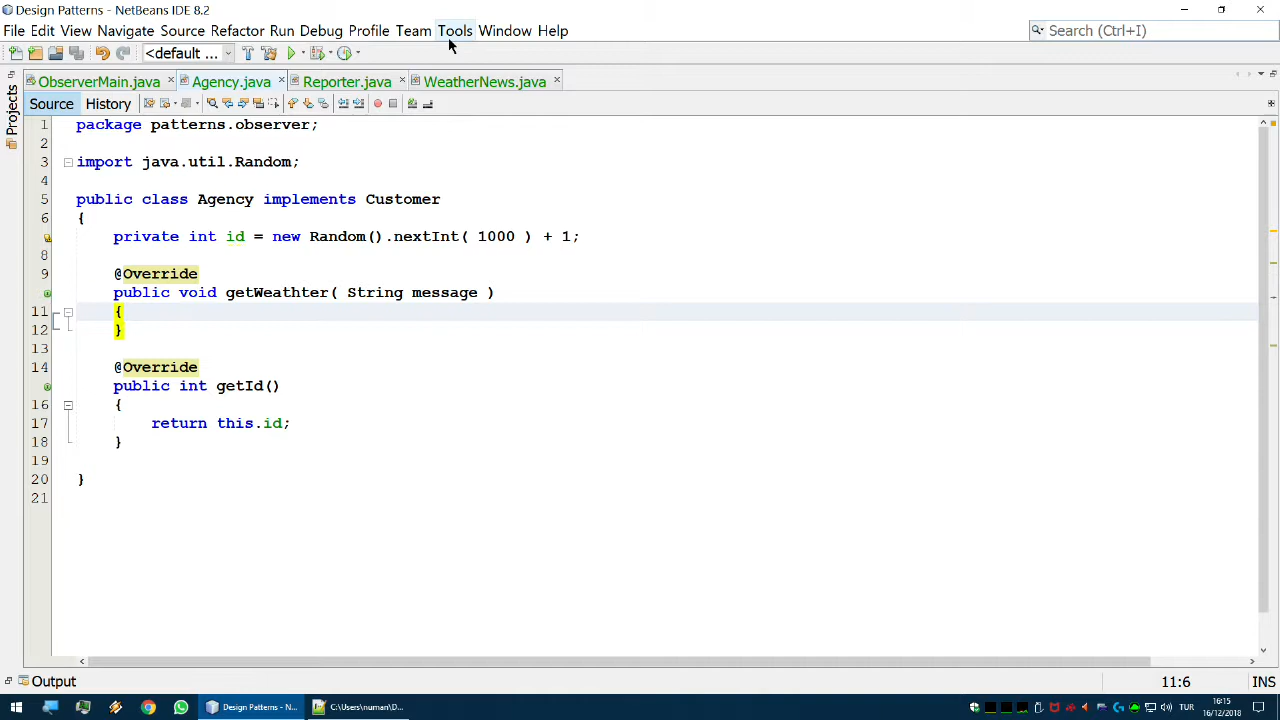 Design Patterns - NetBeans IDE 8.2
File Edit View Navigate Source Refactor Run Debug Profile Team Tools Window Help
Search (Ctrl+I)
<default ...
ObserverMain.java Agency.java Reporter.java WeatherNews.java
Projects
Source History
1 package patterns.observer;
2
3 import java.util.Random;
4
5 public class Agency implements Customer
6 {
private int id = new Random().nextInt( 1000 ) + 1;
8
9 @Override
public void getWeathter( String message )
11 {
12 }
13
14 @Override
public int getId()
16 {
17 return this.id;
18 }
19
20 }
21
Output
11:6 INS
Design Patterns - N...
C:\Users\numan\D...
TUR
16:15
16/12/2018